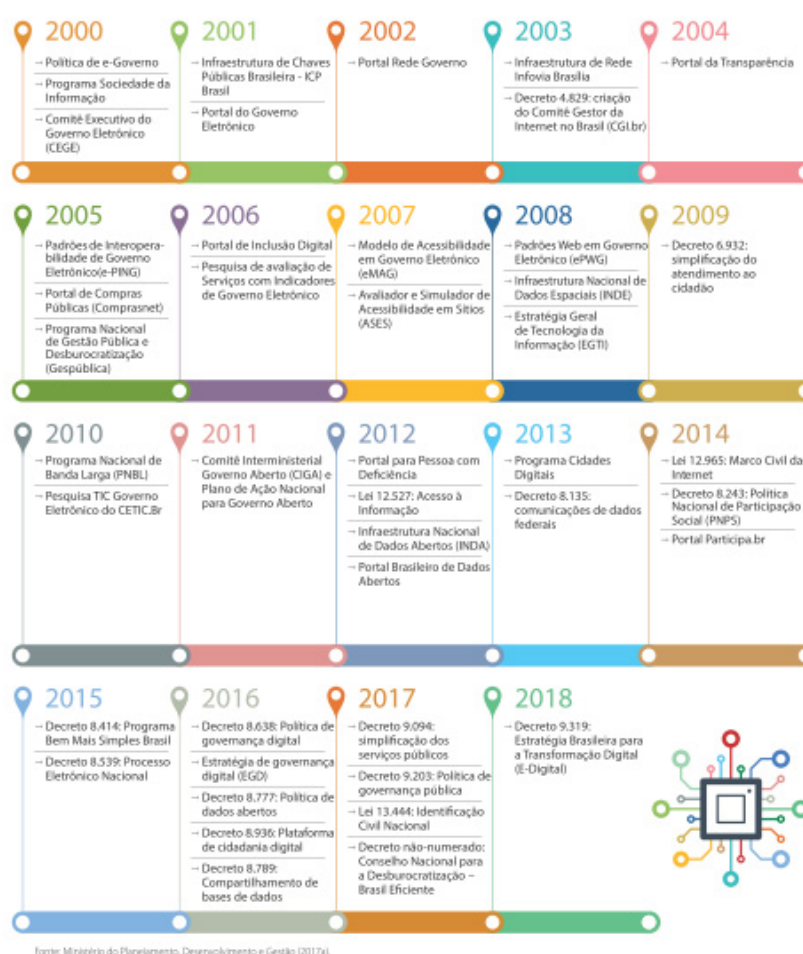 2000
→ Política de e-Governo
→ Programa Sociedade da
Informação
→ Comitê Executivo do
Governo Eletrônico
(CEGE)
2001
→ Infraestrutura de Chaves
Públicas Brasileira - ICP
Brasil
→ Portal do Governo
Eletrônico
2002
→ Portal Rede Governo
2003
→ Infraestrutura de Rede
Infovia Brasília
→ Decreto 4.829: criação
do Comitê Gestor da
Internet no Brasil (CGI.br)
2004
→ Portal da Transparência
2005
→ Padrões de Interopera-
bilidade de Governo
Eletrônico(e-PING)
→ Portal de Compras
Públicas (Comprasnet)
→ Programa Nacional
de Gestão Pública e
Desburocratização
(Gespública)
2006
→ Portal de Inclusão Digital
→ Pesquisa de avaliação de
Serviços com Indicadores
de Governo Eletrônico
2007
→ Modelo de Acessibilidade
em Governo Eletrônico
(eMAG)
→ Avaliador e Simulador de
Acessibilidade em Sítios
(ASES)
2008
→ Padrões Web em Governo
Eletrônico (ePWG)
→ Infraestrutura Nacional de
Dados Espaciais (INDE)
→ Estratégia Geral
de Tecnologia da
Informação (EGTI)
2009
→ Decreto 6.932:
simplificação do
atendimento ao
cidadão
2010
→ Programa Nacional de
Banda Larga (PNBL)
→ Pesquisa TIC Governo
Eletrônico do CETIC.Br
2011
→ Comitê Interministerial
Governo Aberto (CIGA) e
Plano de Ação Nacional
para Governo Aberto
2012
→ Portal para Pessoa com
Deficiência
→ Lei 12.527: Acesso à
Informação
→ Infraestrutura Nacional
de Dados Abertos (INDA)
→ Portal Brasileiro de Dados
Abertos
2013
→ Programa Cidades
Digitais
→ Decreto 8.135:
comunicações de dados
federais
2014
→ Lei 12.965: Marco Civil da
Internet
→ Decreto 8.243: Política
Nacional de Participação
Social (PNPS)
→ Portal Participa.br
2015
→ Decreto 8.414: Programa
Bem Mais Simples Brasil
→ Decreto 8.539: Processo
Eletrônico Nacional
2016
→ Decreto 8.638: Política de
governança digital
→ Estratégia de governança
digital (EGD)
→ Decreto 8.777: Política de
dados abertos
→ Decreto 8.936: Plataforma
de cidadania digital
→ Decreto 8.789:
Compartilhamento de
bases de dados
2017
→ Decreto 9.094:
simplificação dos
serviços públicos
→ Decreto 9.203: Política de
governança pública
→ Lei 13.444: Identificação
Civil Nacional
→ Decreto não-numerado:
Conselho Nacional para
a Desburocratização –
Brasil Eficiente
2018
→ Decreto 9.319:
Estratégia Brasileira para
a Transformação Digital
(E-Digital)
Fonte: Ministério do Planejamento, Desenvolvimento e Gestão (2017a).